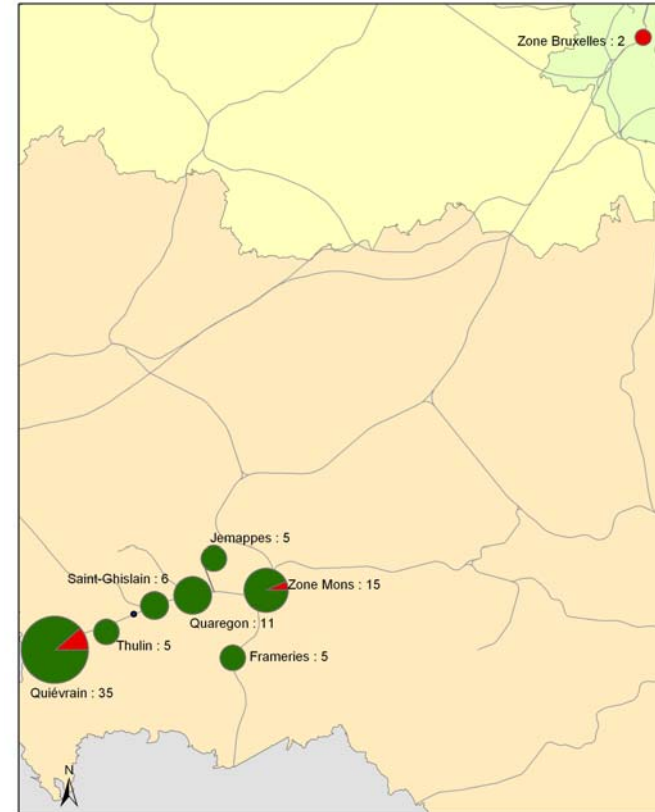 Zone Bruxelles : 2
Jemappes : 5
Saint-Ghislain : 6
Zone Mons : 15
Quaregon : 11
Thulin : 5
Frameries : 5
Quiévrain : 35
N